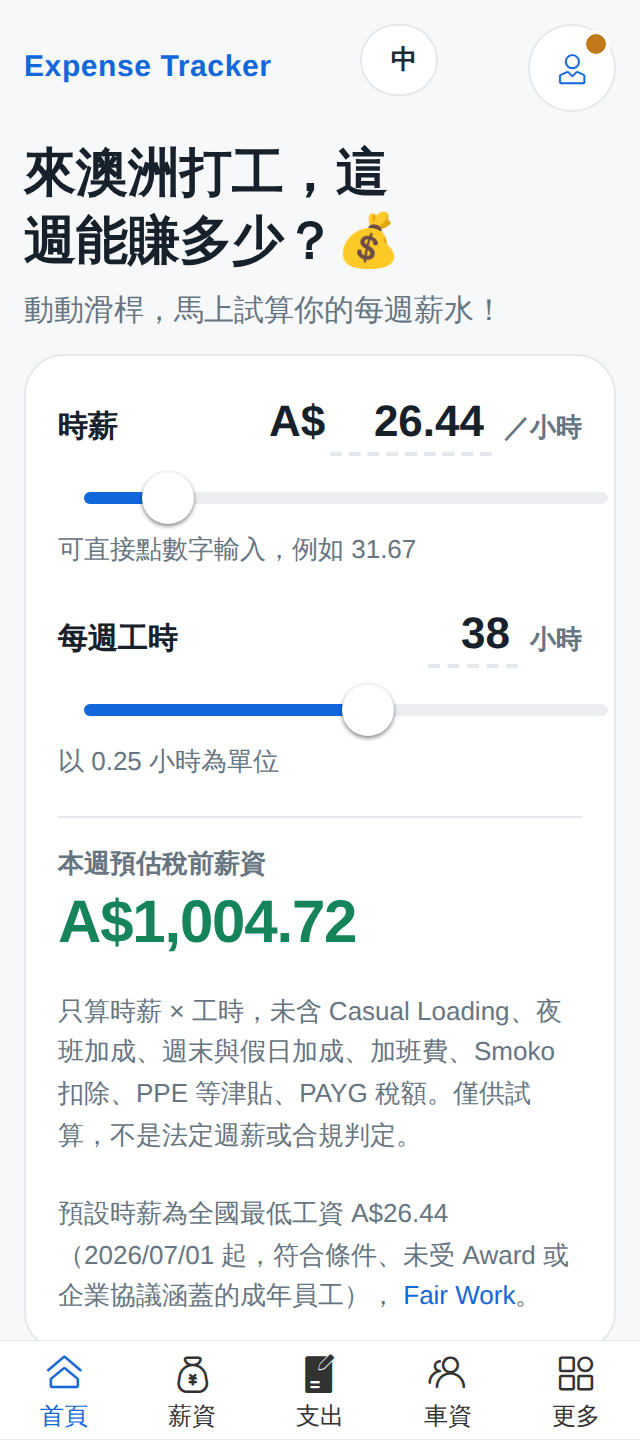 Expense Tracker
中
來澳洲打工，這
週能賺多少？💰
動動滑桿，馬上試算你的每週薪水！
時薪 A$ 26.44 ／小時
可直接點數字輸入，例如 31.67
每週工時 38 小時
以 0.25 小時為單位
本週預估稅前薪資
A$1,004.72
只算時薪 × 工時，未含 Casual Loading、夜
班加成、週末與假日加成、加班費、Smoko
扣除、PPE 等津貼、PAYG 稅額。僅供試
算，不是法定週薪或合規判定。
預設時薪為全國最低工資 A$26.44
（2026/07/01 起，符合條件、未受 Award 或
企業協議涵蓋的成年員工）， Fair Work。
首頁 薪資 支出 車資 更多